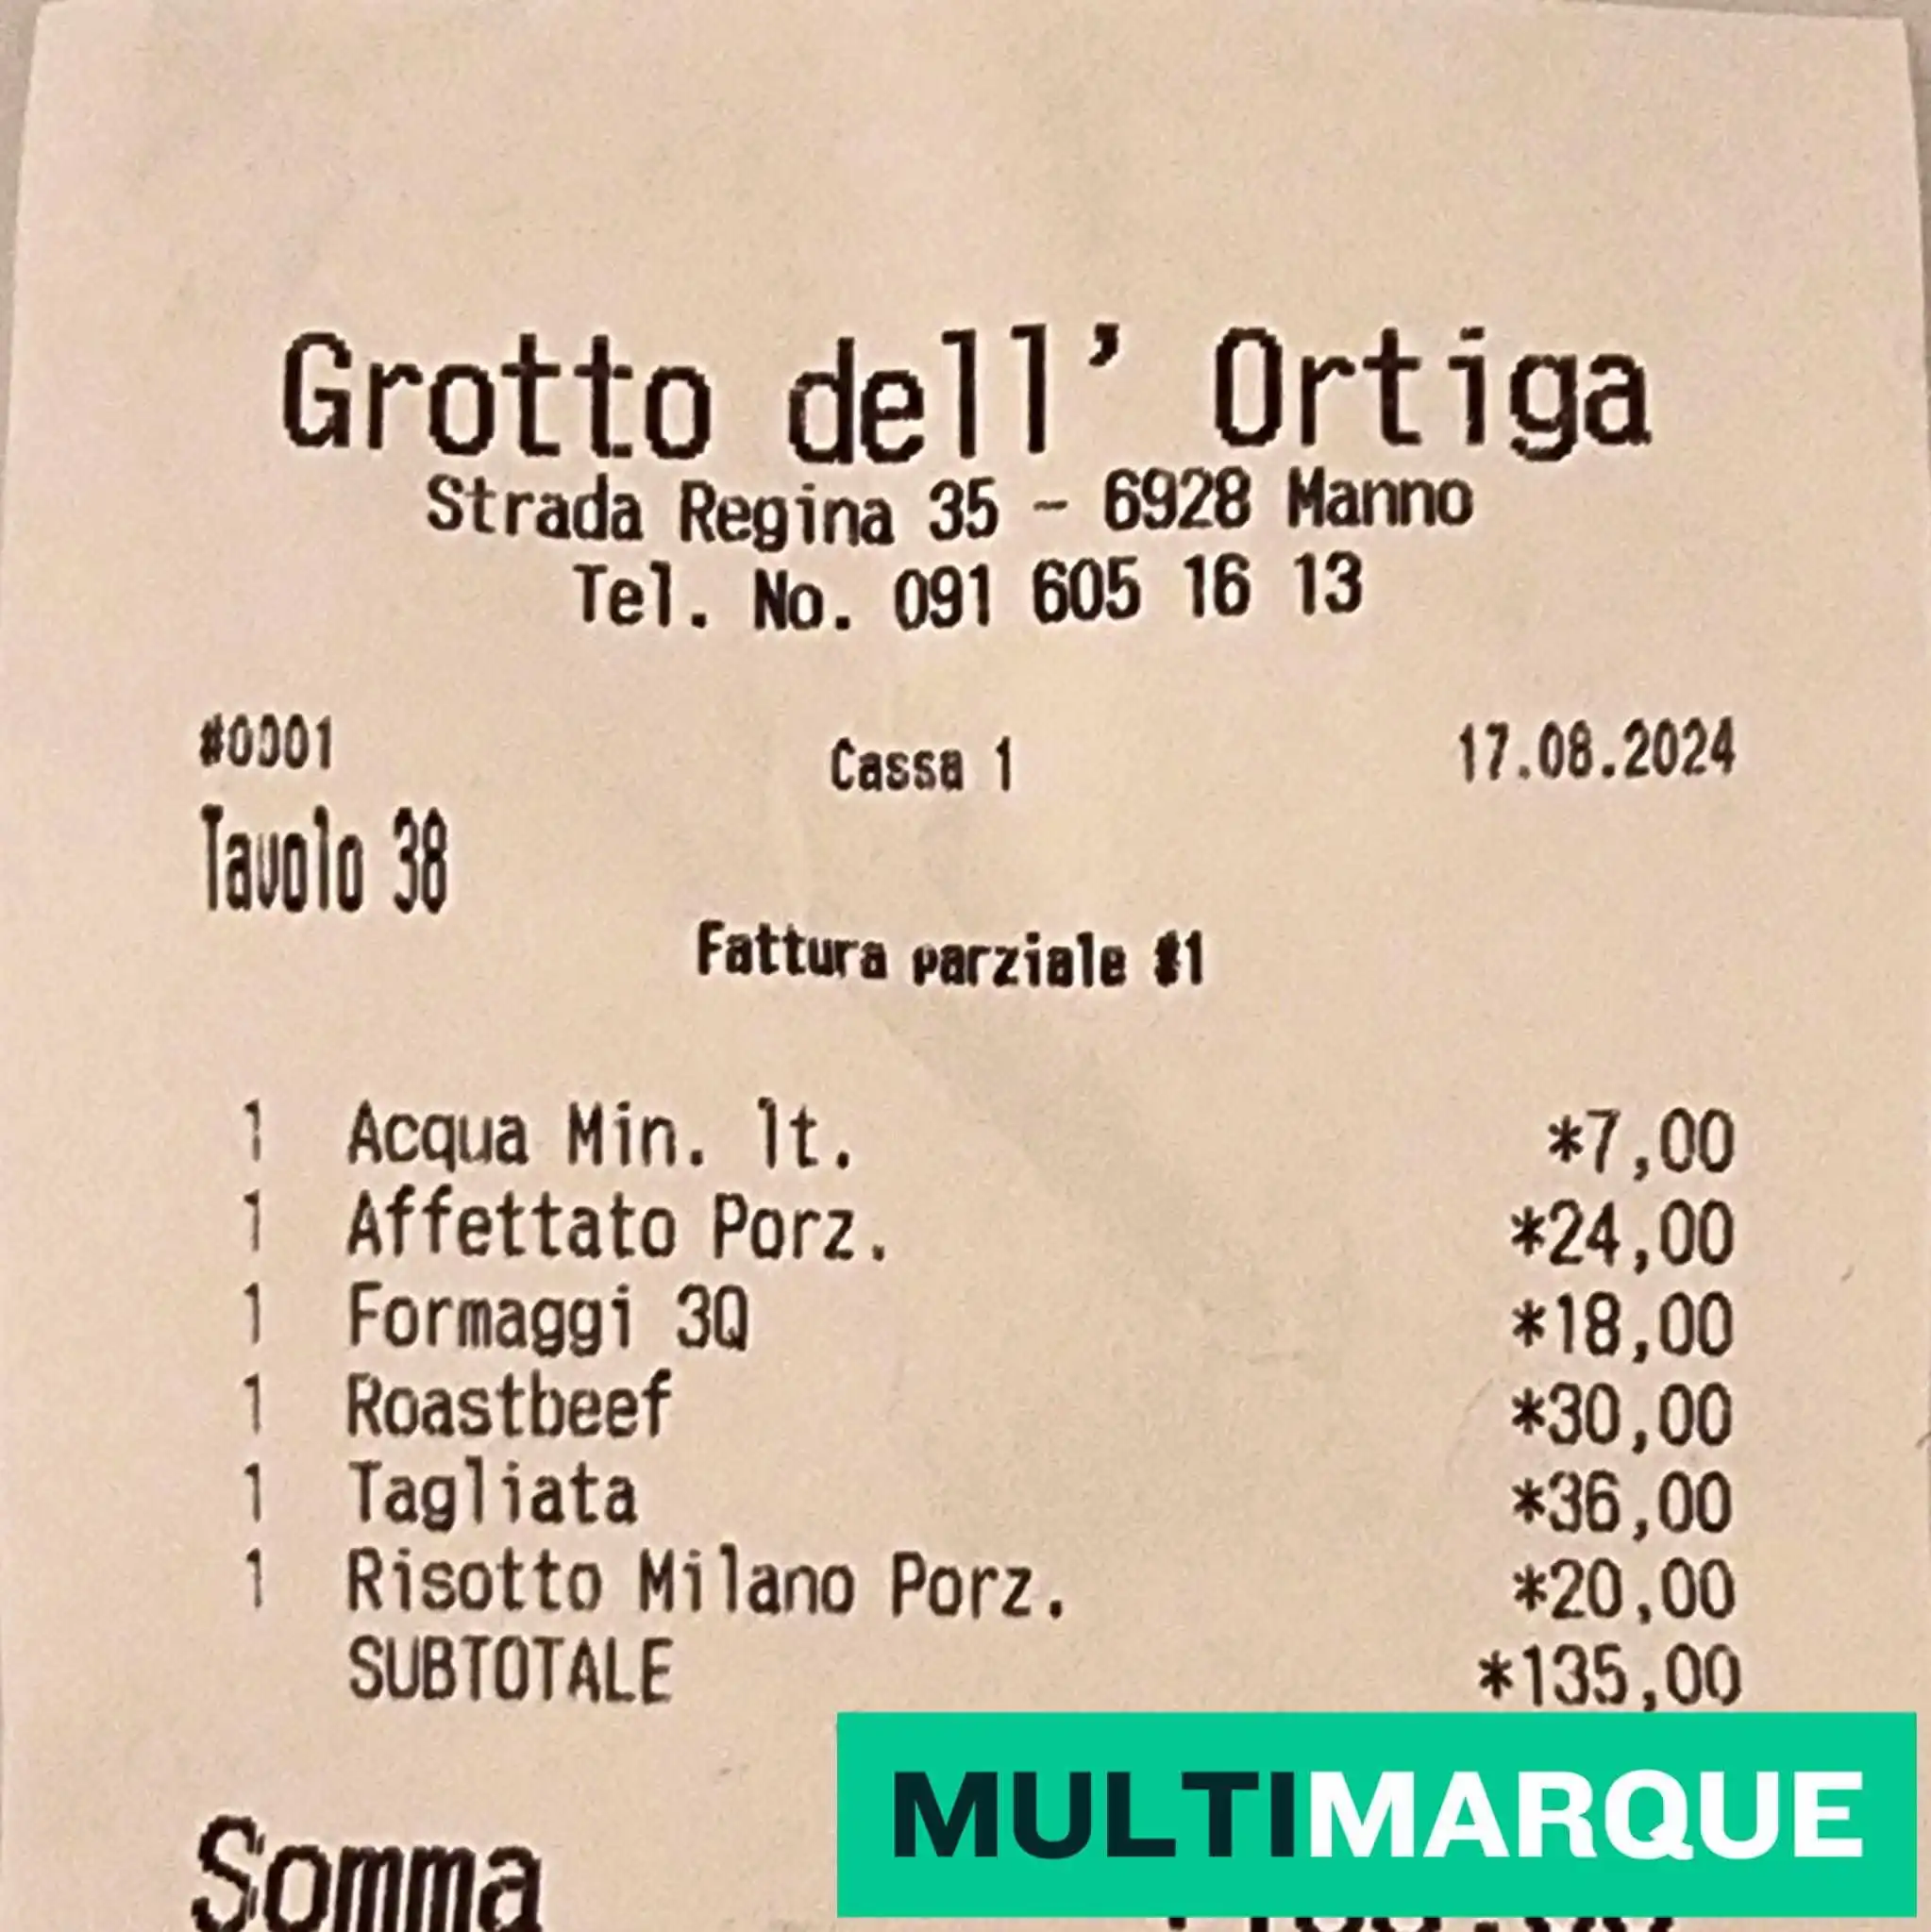 Grotto dell' Ortiga
Strada Regina 35 - 6928 Manno
Tel. No. 091 605 16 13
#0001 Cassa 1 17.08.2024
Tavolo 38
Fattura parziale #1
1 Acqua Min. lt. *7,00
1 Affettato Porz. *24,00
1 Formaggi 3Q *18,00
1 Roastbeef *30,00
1 Tagliata *36,00
1 Risotto Milano Porz. *20,00
SUBTOTALE *135,00
MULTIMARQUE
Somma